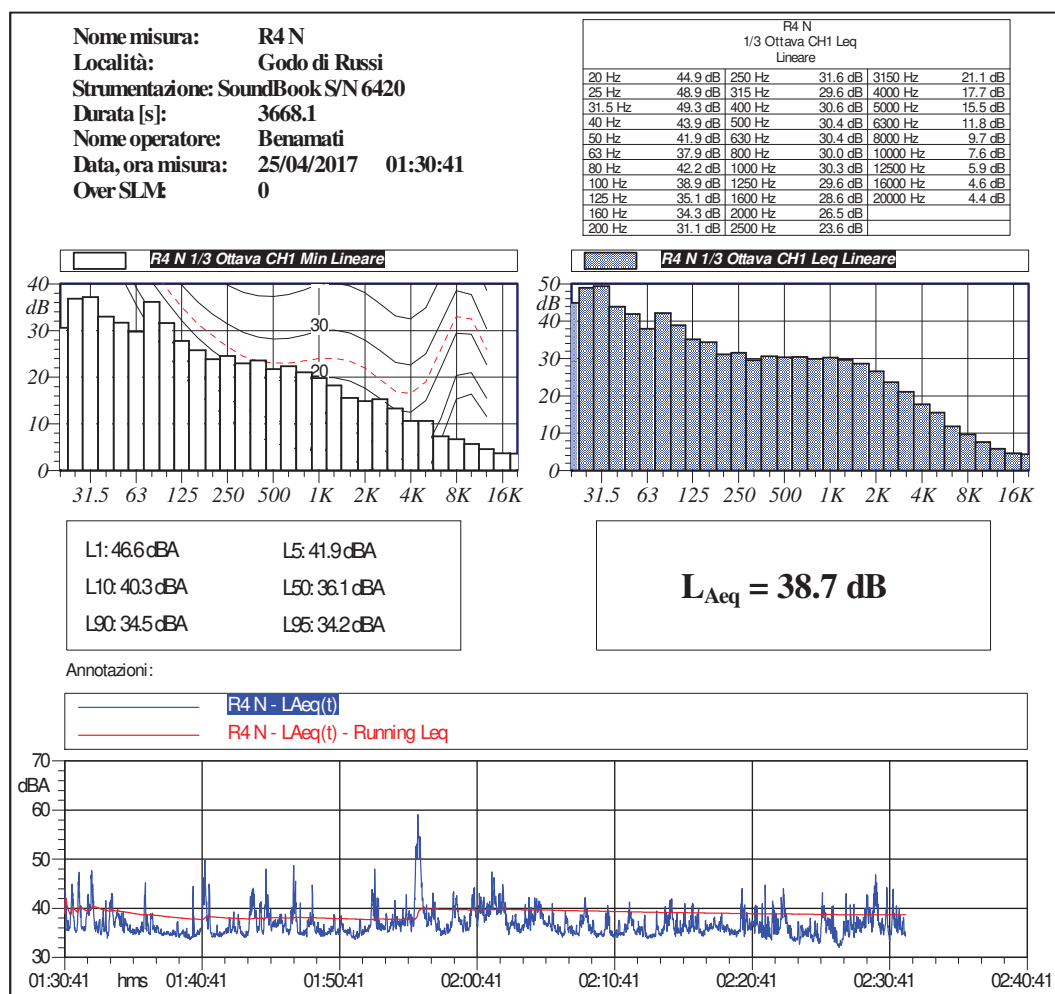 Nome misura: R4 N
Località: Godo di Russi
Strumentazione: SoundBook S/N 6420
Durata [s]: 3668.1
Nome operatore: Benamati
Data, ora misura: 25/04/2017 01:30:41
Over SLM: 0
R4 N
1/3 Ottava CH1 Leq
Lineare
20 Hz 44.9 dB 250 Hz 31.6 dB 3150 Hz 21.1 dB
25 Hz 48.9 dB 315 Hz 29.6 dB 4000 Hz 17.7 dB
31.5 Hz 49.3 dB 400 Hz 30.6 dB 5000 Hz 15.5 dB
40 Hz 43.9 dB 500 Hz 30.4 dB 6300 Hz 11.8 dB
50 Hz 41.9 dB 630 Hz 30.4 dB 8000 Hz 9.7 dB
63 Hz 37.9 dB 800 Hz 30.0 dB 10000 Hz 7.6 dB
80 Hz 42.2 dB 1000 Hz 30.3 dB 12500 Hz 5.9 dB
100 Hz 38.9 dB 1250 Hz 29.6 dB 16000 Hz 4.6 dB
125 Hz 35.1 dB 1600 Hz 28.6 dB 20000 Hz 4.4 dB
160 Hz 34.3 dB 2000 Hz 26.5 dB
200 Hz 31.1 dB 2500 Hz 23.6 dB
R4 N 1/3 Ottava CH1 Min Lineare
40
dB
30
20
10
0
30
20
31.5 63 125 250 500 1K 2K 4K 8K 16K
R4 N 1/3 Ottava CH1 Leq Lineare
50
dB
40
30
20
10
0
31.5 63 125 250 500 1K 2K 4K 8K 16K
L1: 46.6 dBA L5: 41.9 dBA
L10: 40.3 dBA L50: 36.1 dBA
L90: 34.5 dBA L95: 34.2 dBA
LAeq = 38.7 dB
Annotazioni:
R4 N - LAeq(t)
R4 N - LAeq(t) - Running Leq
70
dBA
60
50
40
30
01:30:41 hms 01:40:41 01:50:41 02:00:41 02:10:41 02:20:41 02:30:41 02:40:41